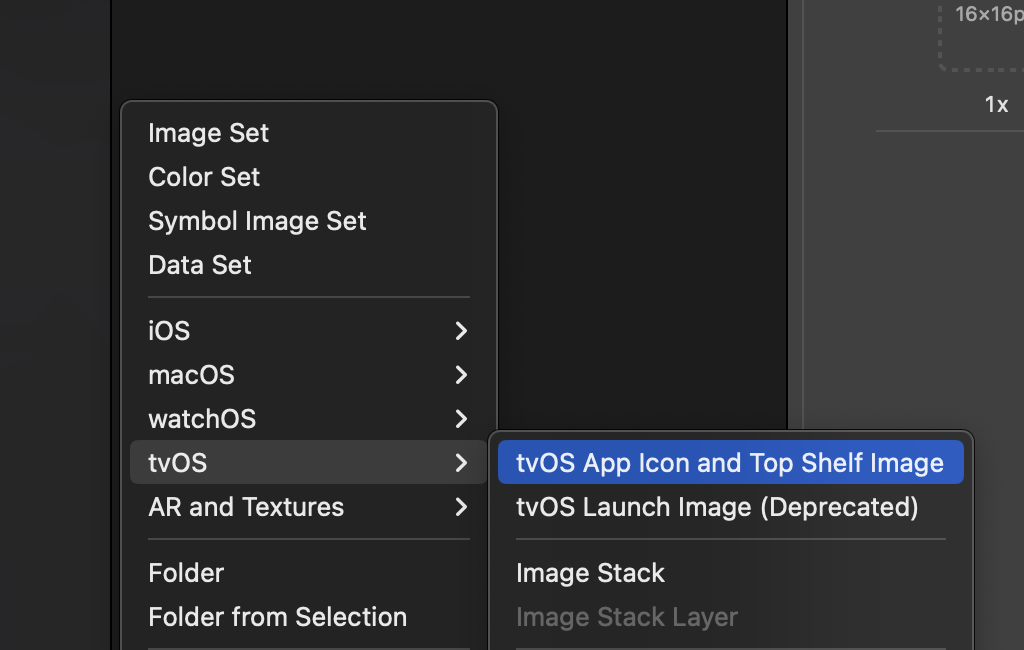 16×16p
1x
Image Set
Color Set
Symbol Image Set
Data Set
iOS
macOS
watchOS
tvOS
AR and Textures
Folder
Folder from Selection
tvOS App Icon and Top Shelf Image
tvOS Launch Image (Deprecated)
Image Stack
Image Stack Layer